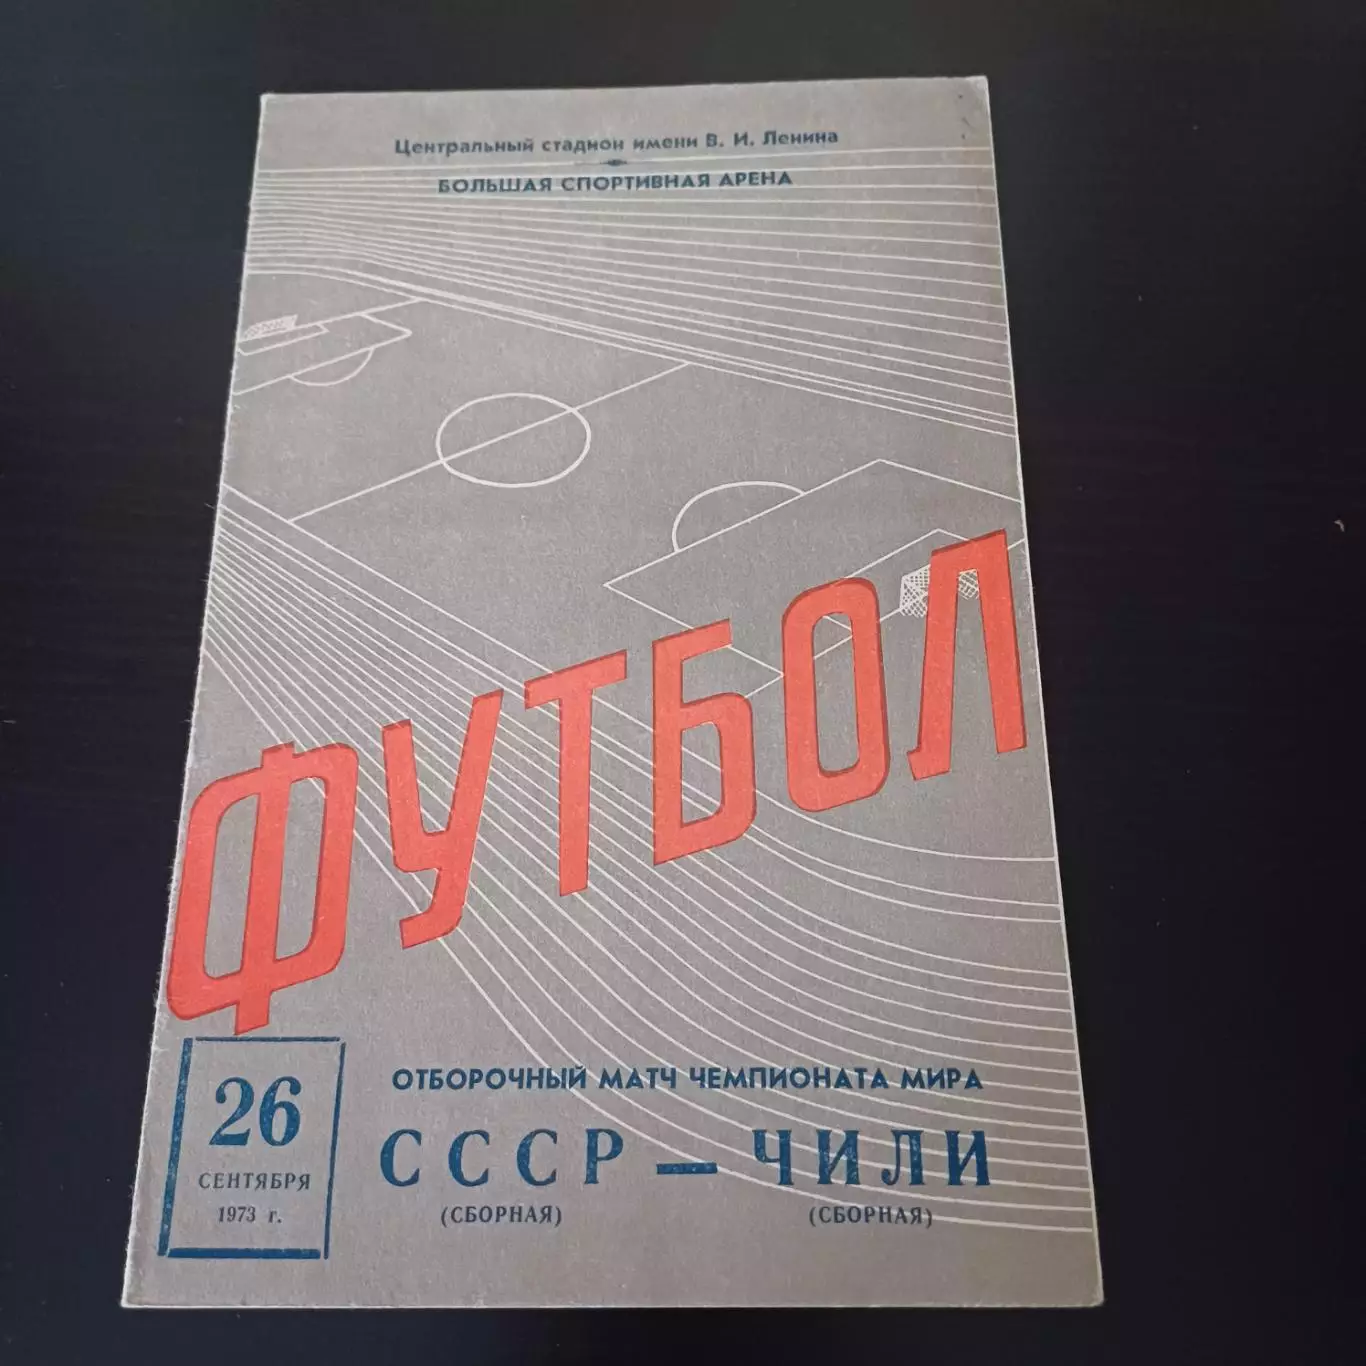 Центральный стадион имени В. И. Ленина
БОЛЬШАЯ СПОРТИВНАЯ АРЕНА
ФУТБОЛ
26
СЕНТЯБРЯ
1973 г.
ОТБОРОЧНЫЙ МАТЧ ЧЕМПИОНАТА МИРА
СССР — ЧИЛИ
(СБОРНАЯ) (СБОРНАЯ)